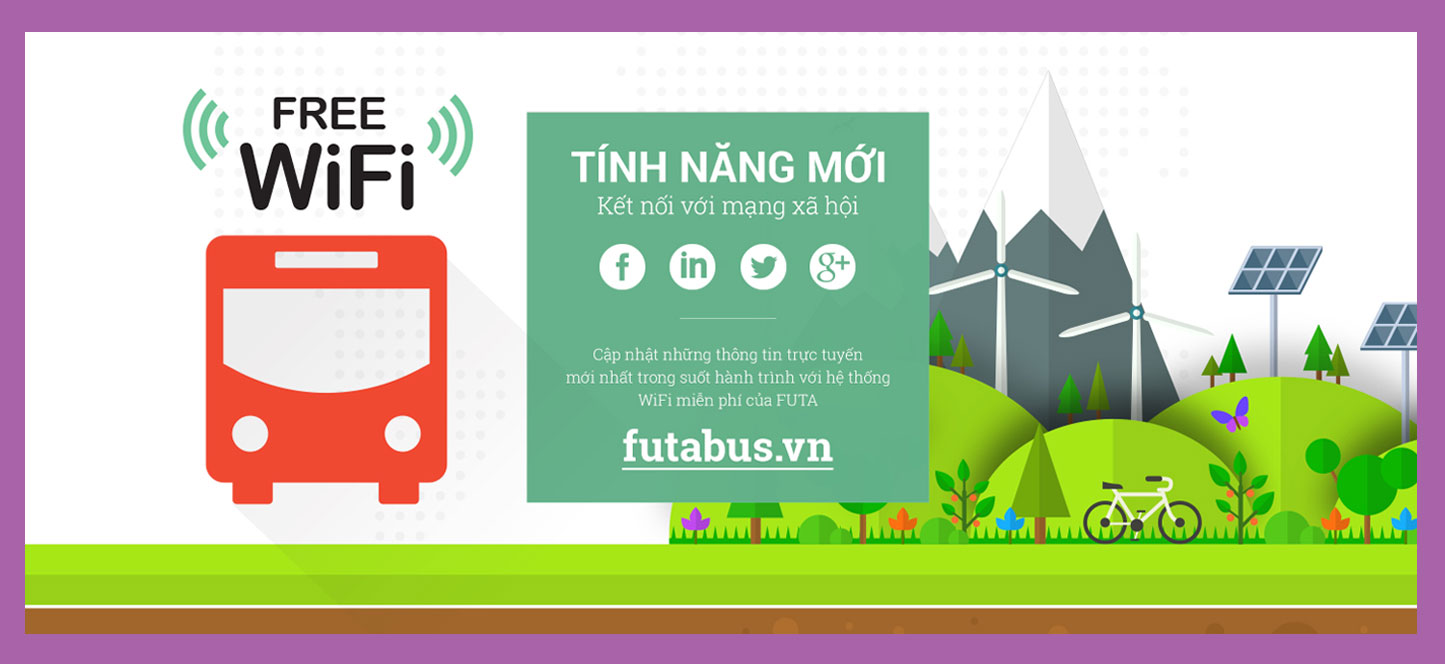 FREE
WiFi
TÍNH NĂNG MỚI
Kết nối với mạng xã hội
f in g+
Cập nhật những thông tin trực tuyến
mới nhất trong suốt hành trình với hệ thống
WiFi miễn phí của FUTA
futabus.vn